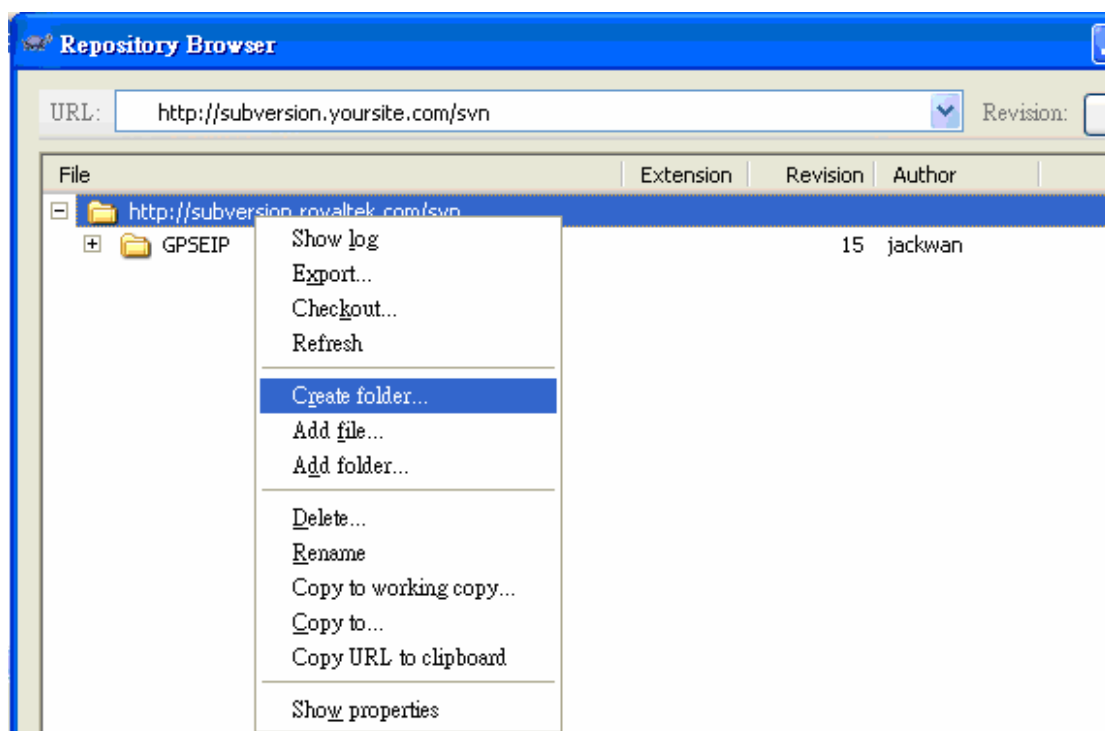 Repository Browser
URL: http://subversion.yoursite.com/svn Revision:
File Extension Revision Author
http://subversion.royaltek.com/svn
GPSEIP 15 jackwan
Show log
Export...
Checkout...
Refresh
Create folder...
Add file...
Add folder...
Delete...
Rename
Copy to working copy...
Copy to...
Copy URL to clipboard
Show properties